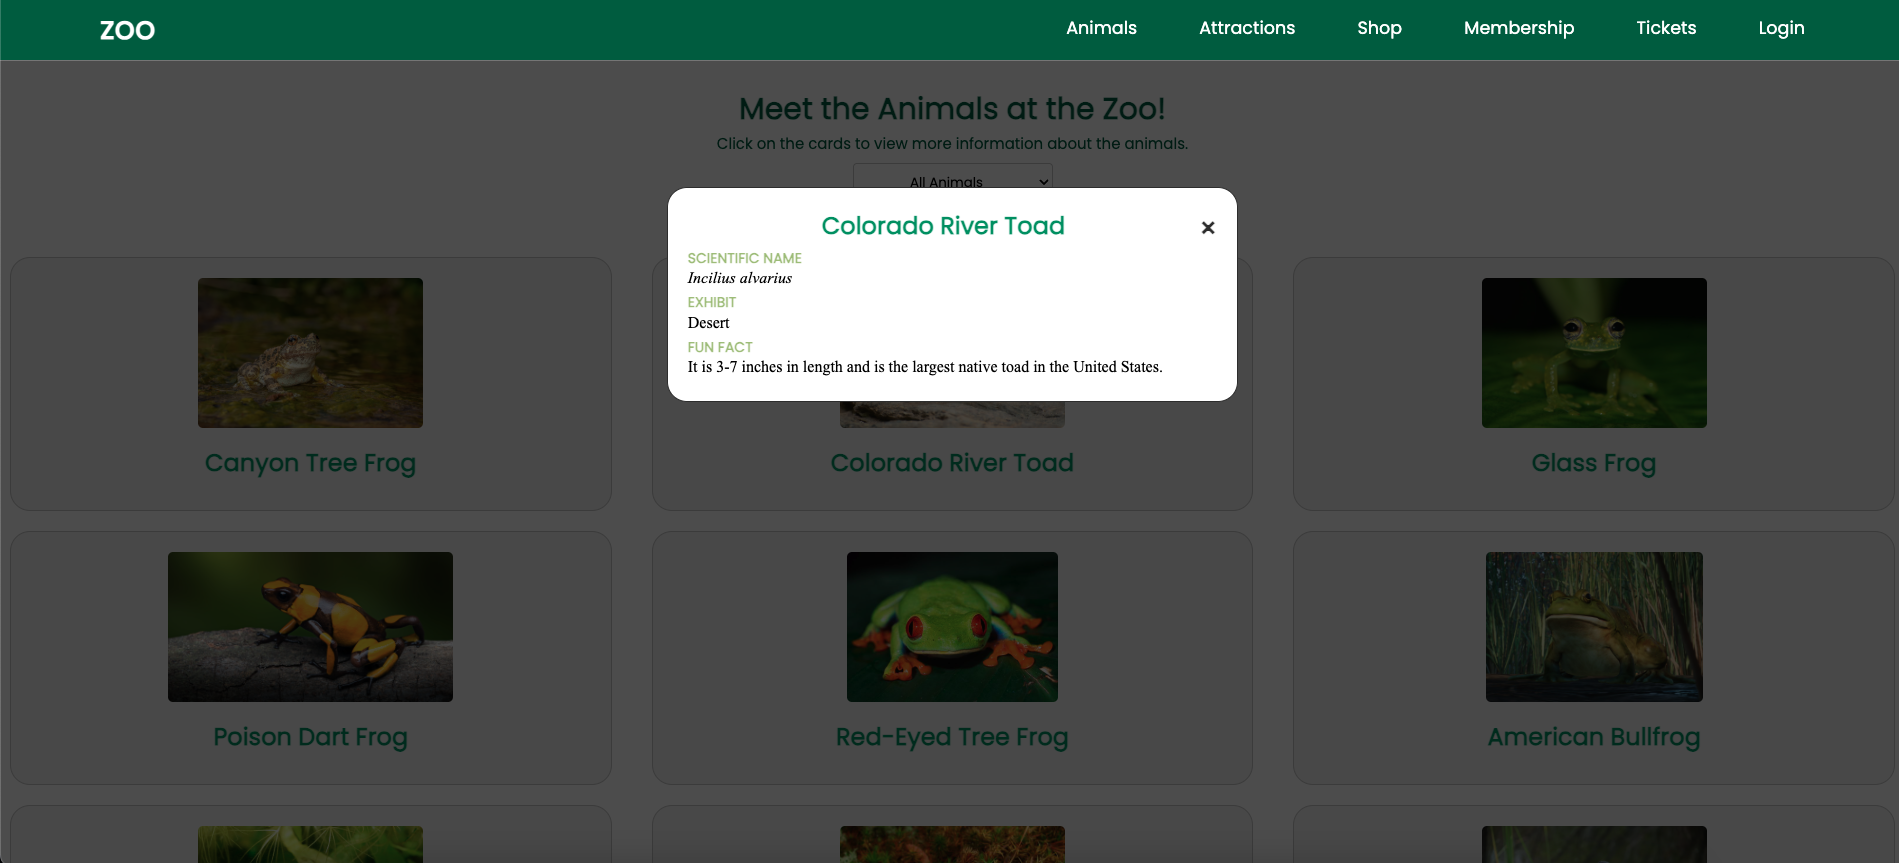 ZOO
Animals
Attractions
Shop
Membership
Tickets
Login
Meet the Animals at the Zoo!
Click on the cards to view more information about the animals.
All Animals
Colorado River Toad
×
SCIENTIFIC NAME
Incilius alvarius
EXHIBIT
Desert
FUN FACT
It is 3-7 inches in length and is the largest native toad in the United States.
Canyon Tree Frog
Colorado River Toad
Glass Frog
Poison Dart Frog
Red-Eyed Tree Frog
American Bullfrog